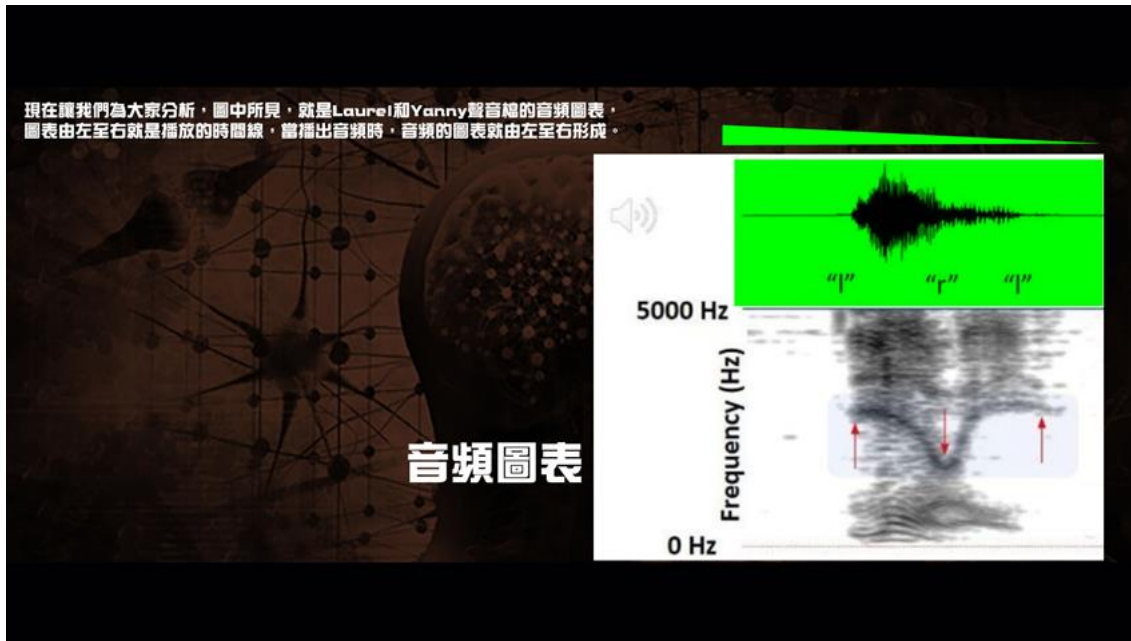 現在讓我們為大家分析，圖中所見，就是Laurel和Yanny聲音檔的音頻圖表，
圖表由左至右就是播放的時間線，當播出音頻時，音頻的圖表就由左至右形成。
“l”  “r”  “l”
5000 Hz
Frequency (Hz)
音頻圖表
0 Hz